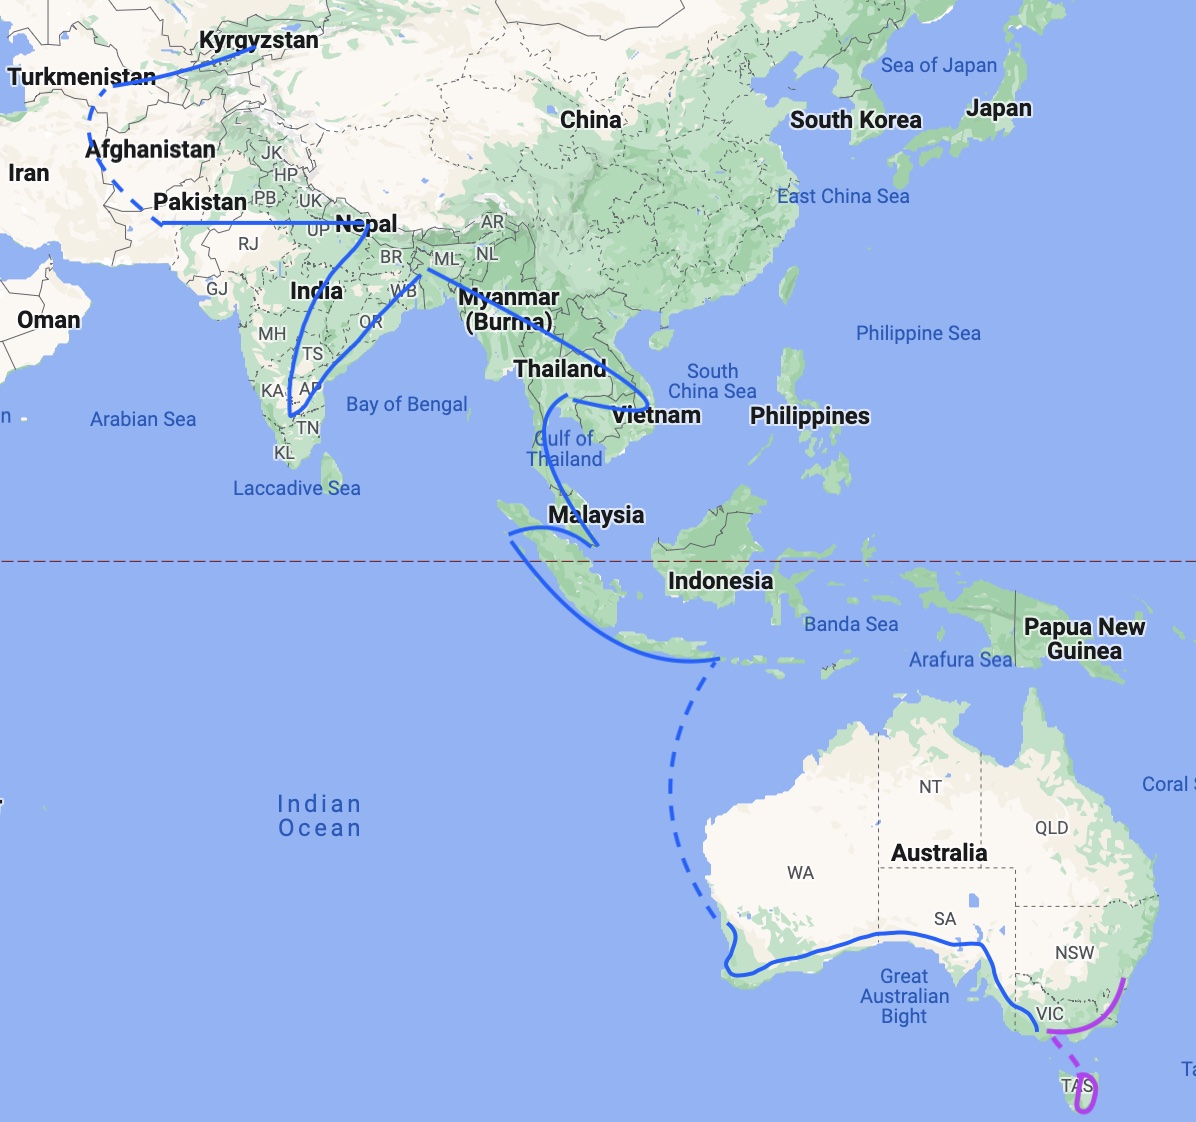 Kyrgyzstan
Sea of Japan
Turkmenistan
Japan
China
South Korea
Afghanistan
JK
Iran
HP
East China Sea
Pakistan
PB
UK
Nepal
AR
UP
RJ
BR
ML
NL
GJ
India
WB
Myanmar
(Burma)
Oman
OR
MH
Philippine Sea
TS
Thailand
South
China Sea
KA
AP
Bay of Bengal
Arabian Sea
n
Vietnam
Philippines
TN
Gulf of
Thailand
KL
Laccadive Sea
Malaysia
Indonesia
Banda Sea
Papua New
Guinea
Arafura Sea
Indian
Ocean
NT
Coral S
QLD
Australia
WA
SA
NSW
Great
Australian
Bight
VIC
Ta
TAS